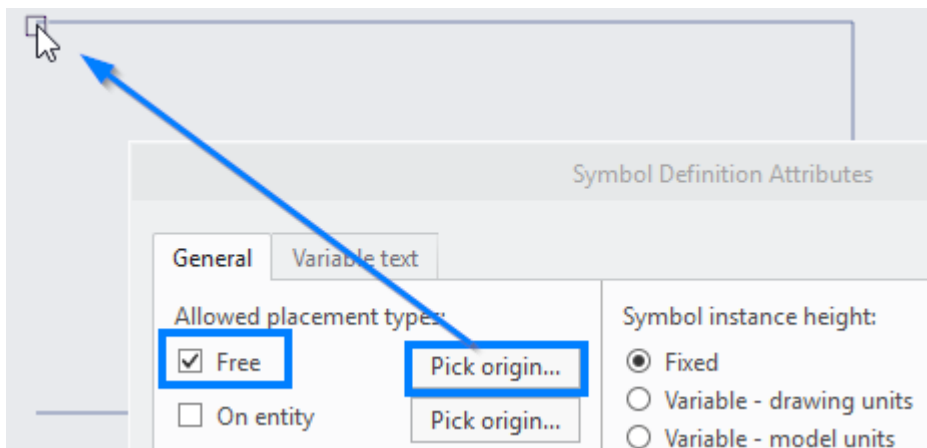 Symbol Definition Attributes
General Variable text
Allowed placement types: Symbol instance height:
Free Pick origin... Fixed
Variable - drawing units
On entity Pick origin...
Variable - model units